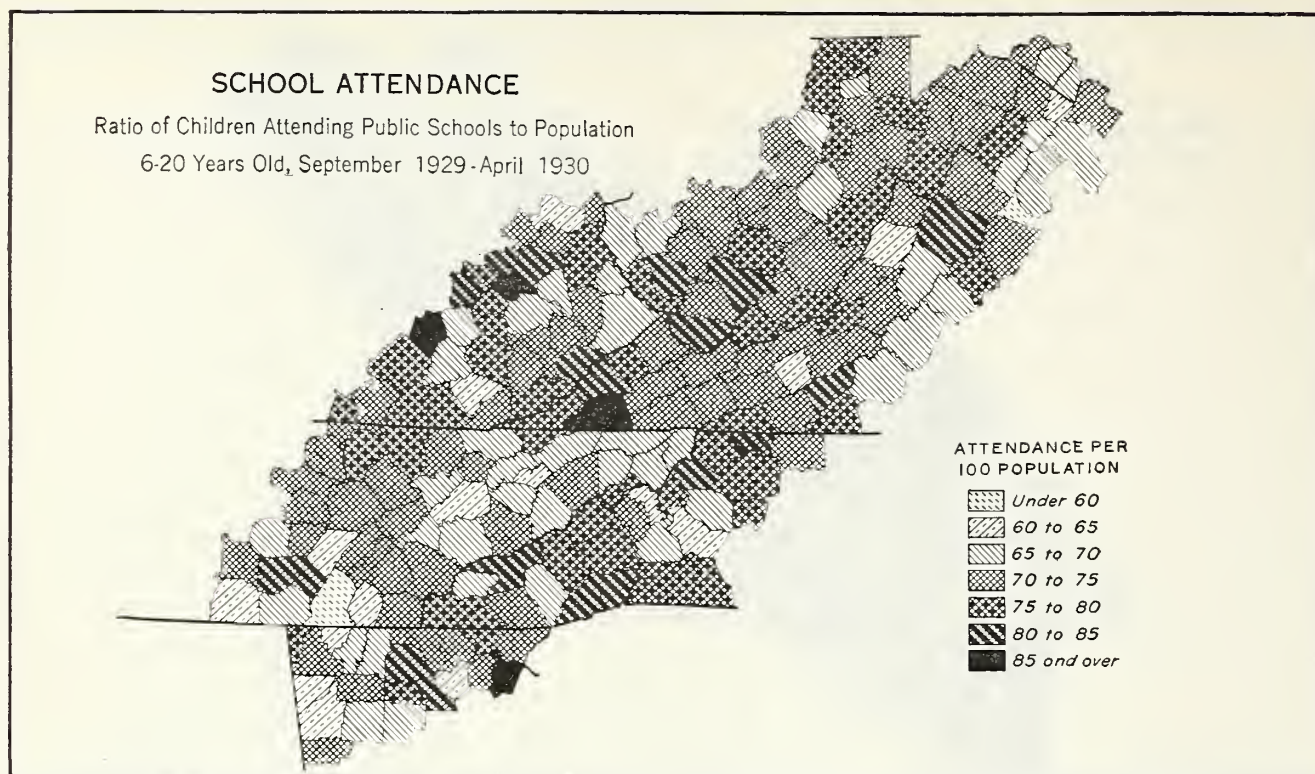 SCHOOL ATTENDANCE
Ratio of Children Attending Public Schools to Population
6-20 Years Old, September 1929-April 1930
ATTENDANCE PER
100 POPULATION
Under 60
60 to 65
65 to 70
70 to 75
75 to 80
80 to 85
85 and over